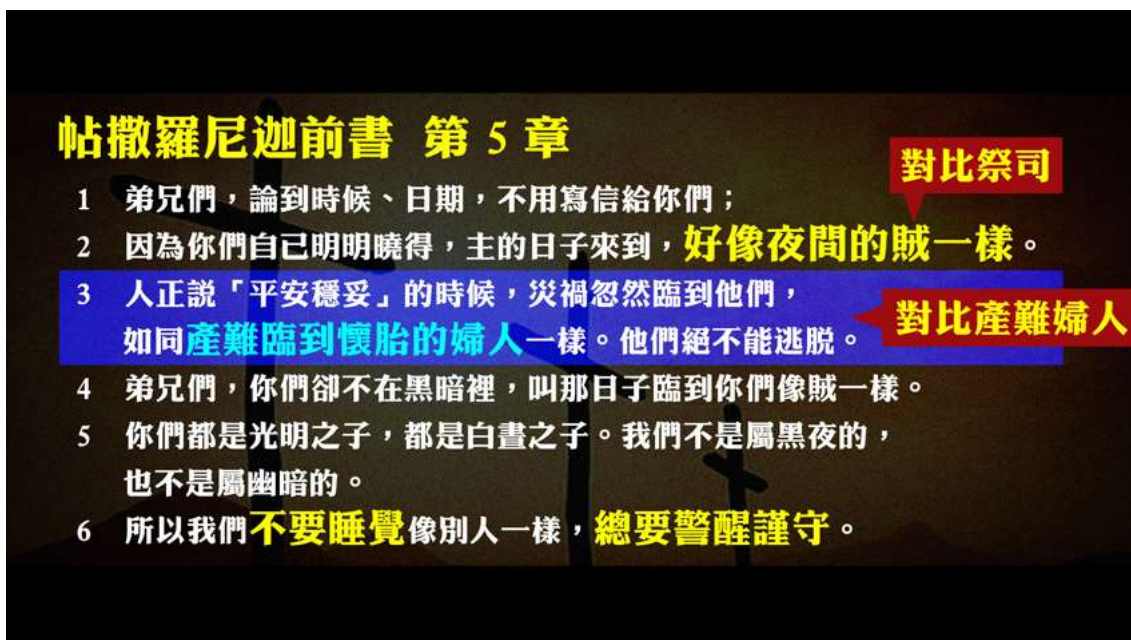 帖撒羅尼迦前書 第 5 章
對比祭司
1 弟兄們，論到時候、日期，不用寫信給你們；
2 因為你們自己明明曉得，主的日子來到，好像夜間的賊一樣。
3 人正說「平安穩妥」的時候，災禍忽然臨到他們，
如同產難臨到懷胎的婦人一樣。他們絕不能逃脫。
對比產難婦人
4 弟兄們，你們卻不在黑暗裡，叫那日子臨到你們像賊一樣。
5 你們都是光明之子，都是白晝之子。我們不是屬黑夜的，
也不是屬幽暗的。
6 所以我們不要睡覺像別人一樣，總要警醒謹守。